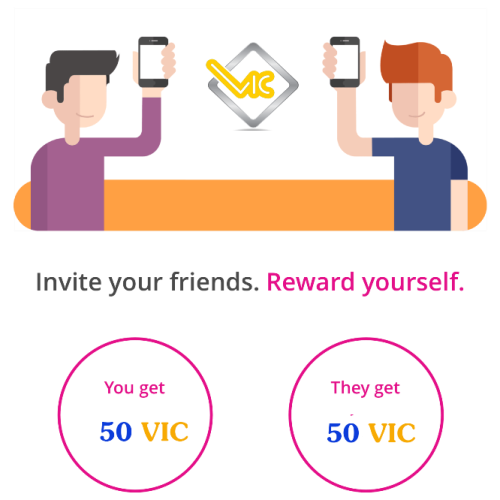 VIC
Invite your friends. Reward yourself.
You get
50 VIC
They get
50 VIC